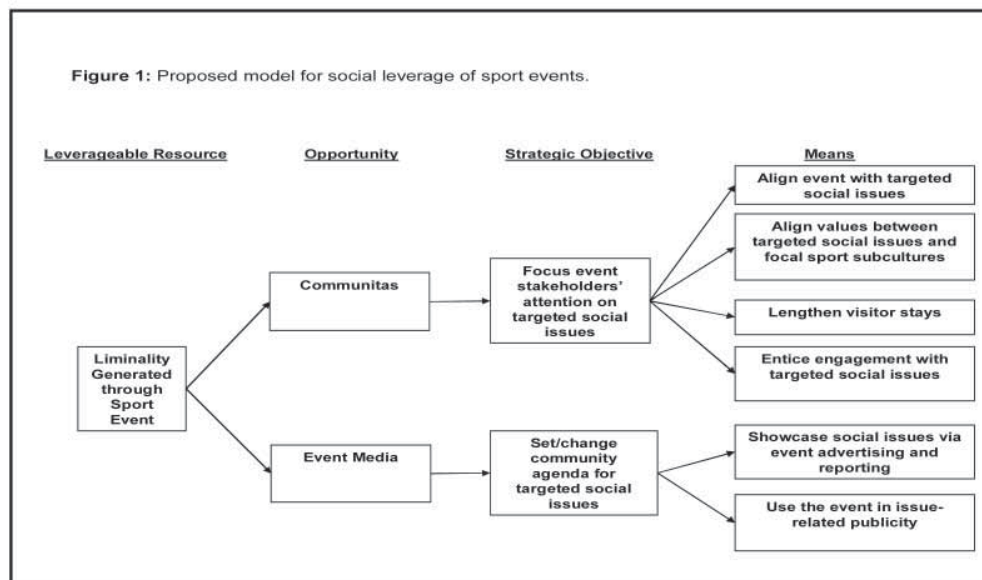 Figure 1: Proposed model for social leverage of sport events.
Leverageable Resource
Opportunity
Strategic Objective
Means
Liminality
Generated
through
Sport
Event
Communitas
Event Media
Focus event
stakeholders’
attention on
targeted social
issues
Set/change
community
agenda for
targeted social
issues
Align event with targeted
social issues
Align values between
targeted social issues and
focal sport subcultures
Lengthen visitor stays
Entice engagement with
targeted social issues
Showcase social issues via
event advertising and
reporting
Use the event in issue-
related publicity